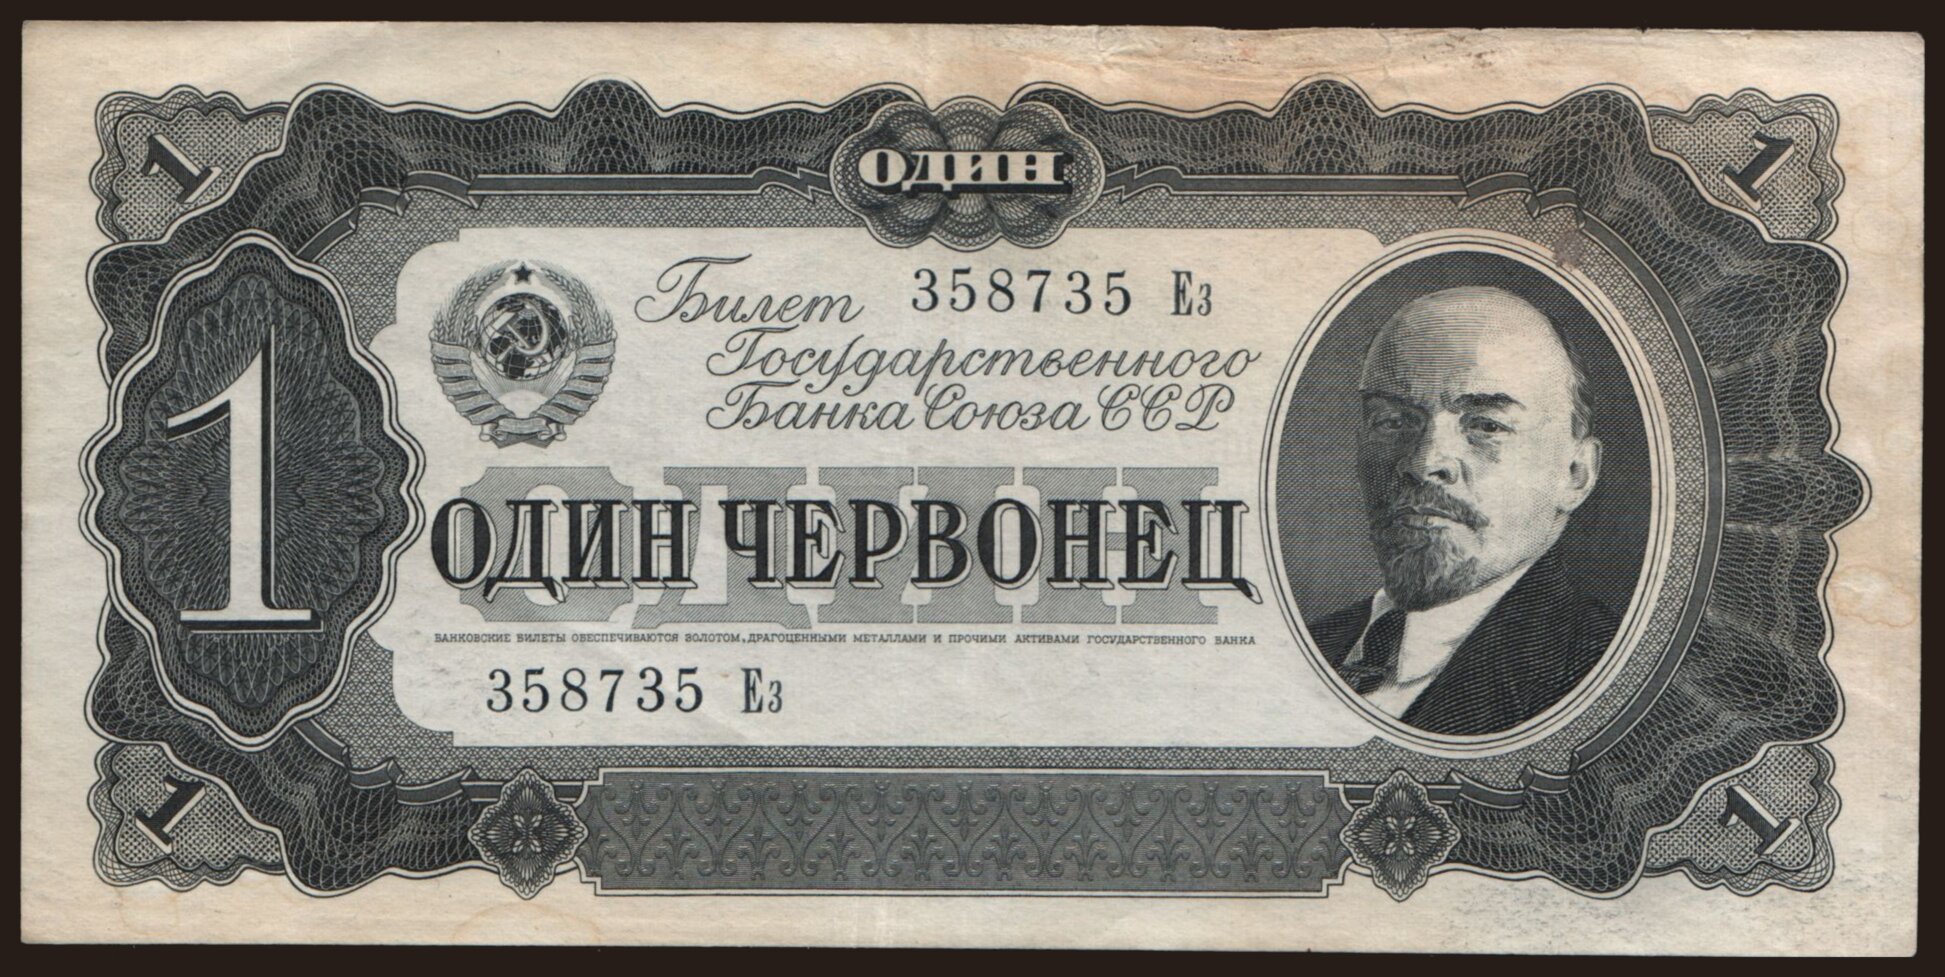 1
ОДИН
1
Билет
358735 Ез
Государственного
Банка Союза ССР
1
ОДИН
ОДИН ЧЕРВОНЕЦ
БАНКОВСКИЕ БИЛЕТЫ ОБЕСПЕЧИВАЮТСЯ ЗОЛОТОМ, ДРАГОЦЕННЫМИ МЕТАЛЛАМИ И ПРОЧИМИ АКТИВАМИ ГОСУДАРСТВЕННОГО БАНКА
358735 Ез
1
1